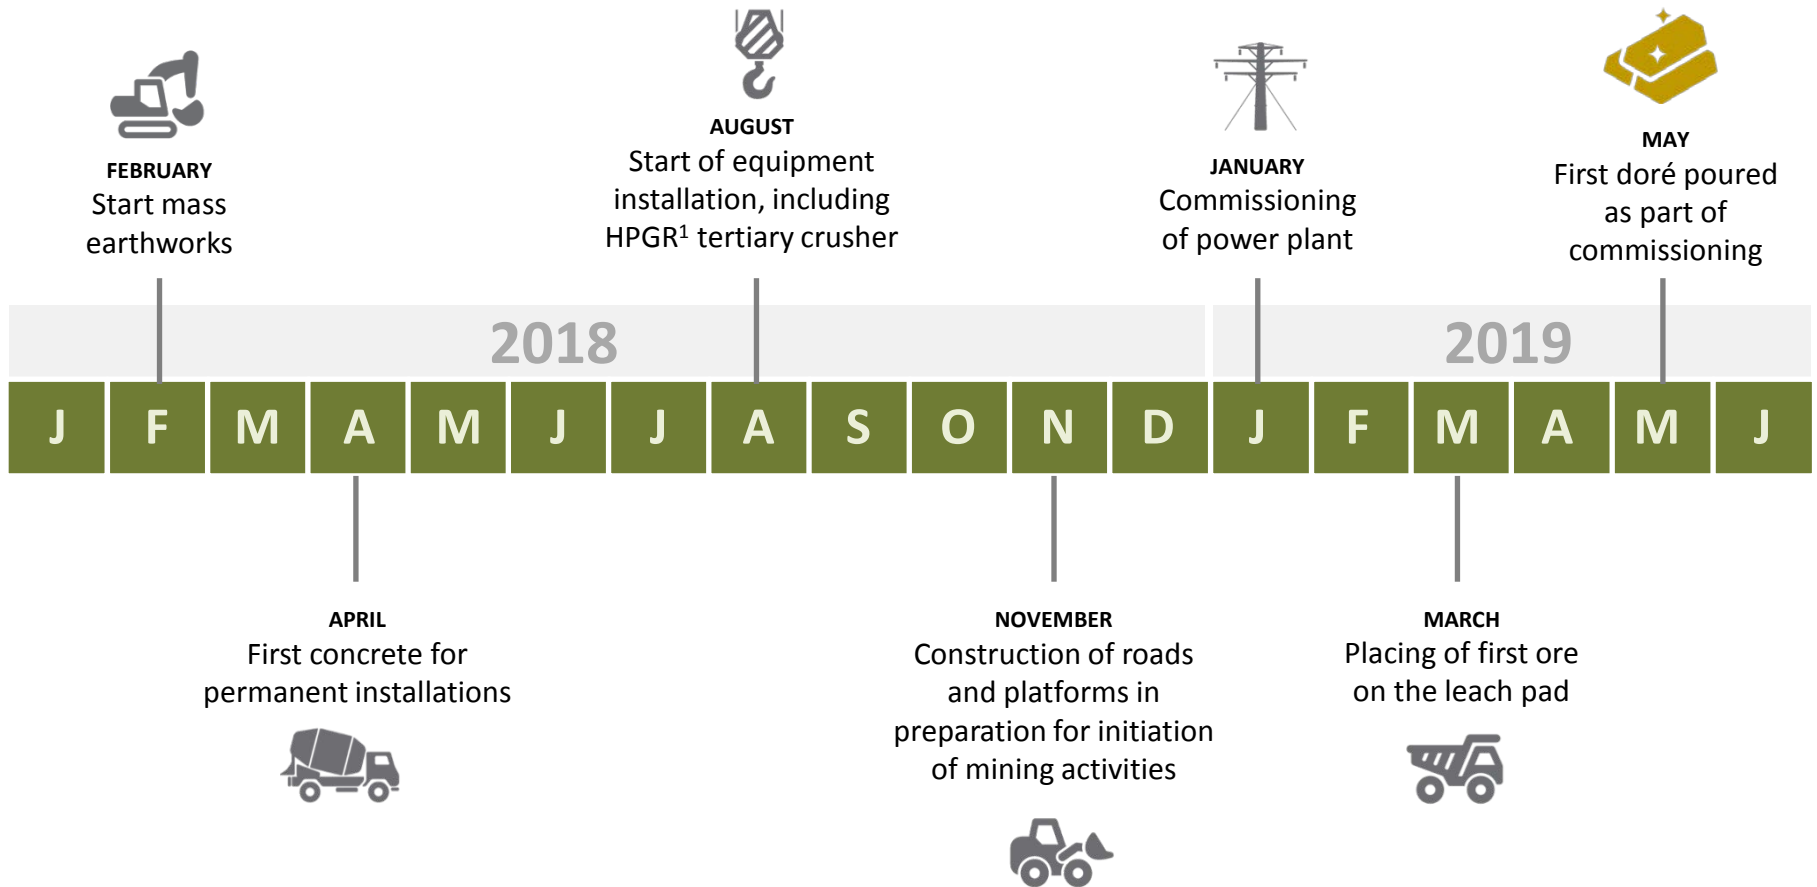 FEBRUARY
Start mass
earthworks
AUGUST
Start of equipment
installation, including
HPGR¹ tertiary crusher
JANUARY
Commissioning
of power plant
MAY
First doré poured
as part of
commissioning
2018
2019
J F M A M J J A S O N D J F M A M J
APRIL
First concrete for
permanent installations
NOVEMBER
Construction of roads
and platforms in
preparation for initiation
of mining activities
MARCH
Placing of first ore
on the leach pad